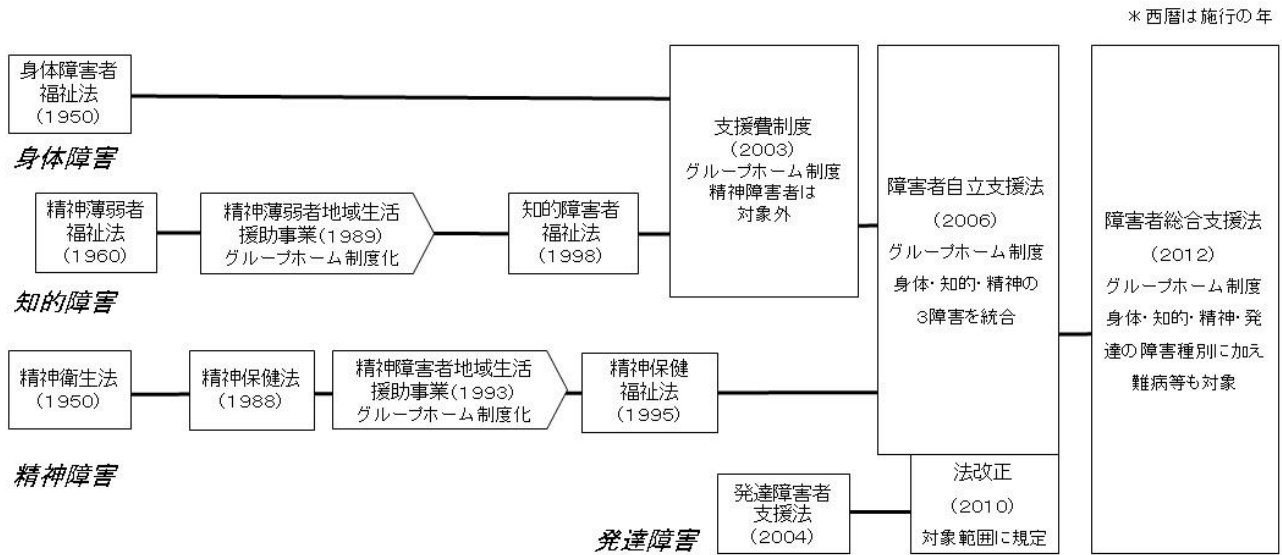 ＊西暦は施行の年
身体障害者
福祉法
(1950)
身体障害
精神薄弱者
福祉法
(1960)
精神薄弱者地域生活
援助事業(1989)
グループホーム制度化
知的障害者
福祉法
(1998)
知的障害
支援費制度
(2003)
グループホーム制度
精神障害者は
対象外
精神衛生法
(1950)
精神保健法
(1988)
精神障害者地域生活
援助事業(1993)
グループホーム制度化
精神保健
福祉法
(1995)
精神障害
障害者自立支援法
(2006)
グループホーム制度
身体・知的・精神の
3障害を統合
発達障害者
支援法
(2004)
発達障害
法改正
(2010)
対象範囲に規定
障害者総合支援法
(2012)
グループホーム制度
身体・知的・精神・発
達の障害種別に加え
難病等も対象